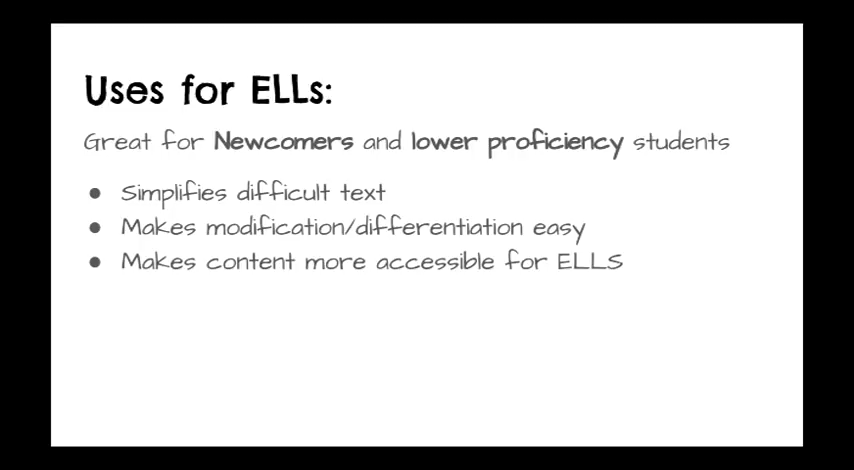 Uses for ELLs:
Great for Newcomers and lower proficiency students
● Simplifies difficult text
● Makes modification/differentiation easy
● Makes content more accessible for ELLS